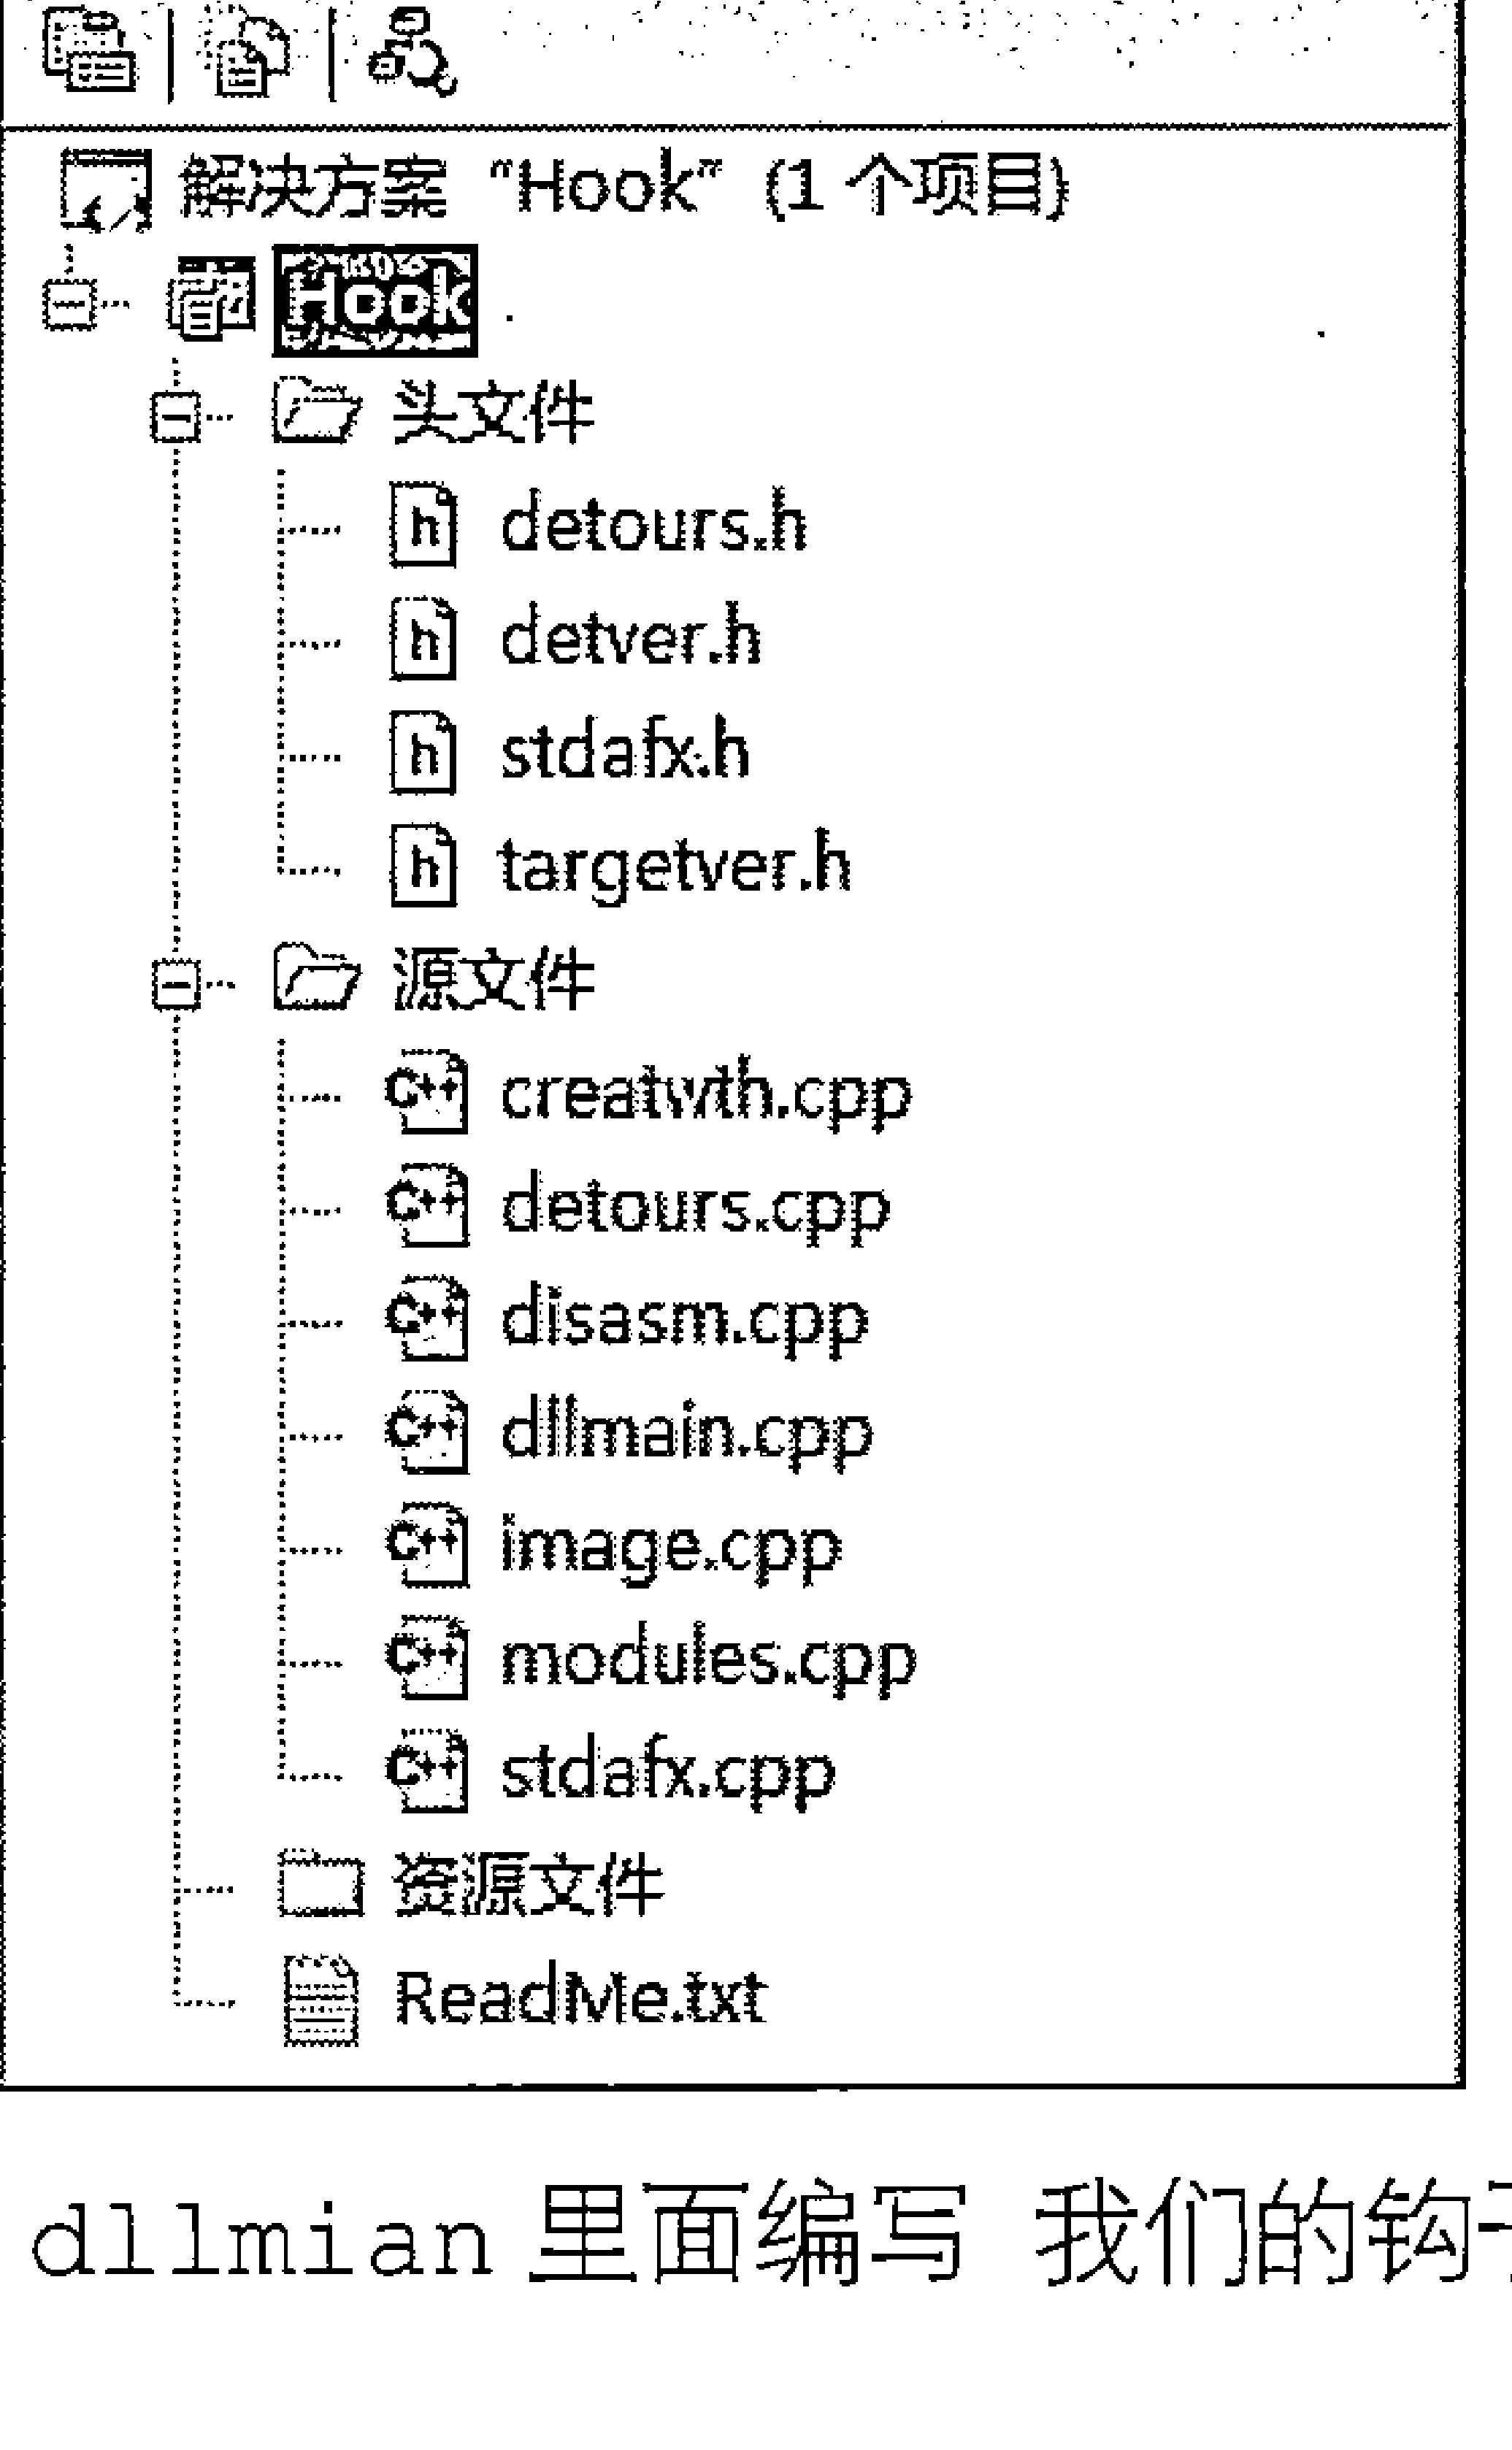 解决方案 “Hook” (1 个项目)
Hook
头文件
detours.h
detver.h
stdafx.h
targetver.h
源文件
creatwth.cpp
detours.cpp
disasm.cpp
dllmain.cpp
image.cpp
modules.cpp
stdafx.cpp
资源文件
ReadMe.txt
dllmian 里面编写 我们的钩